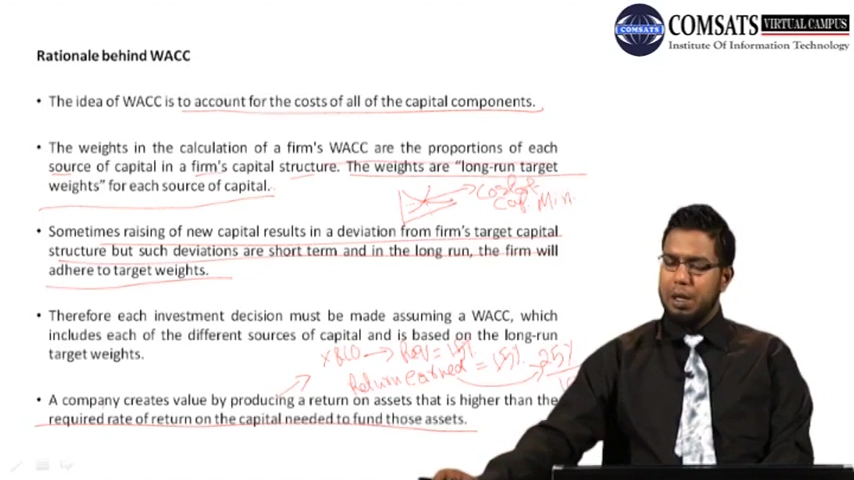 COMSATS VIRTUAL CAMPUS
Institute Of Information Technology
Rationale behind WACC
• The idea of WACC is to account for the costs of all of the capital components.
• The weights in the calculation of a firm's WACC are the proportions of each
source of capital in a firm's capital structure. The weights are "long-run target
weights" for each source of capital.
Cost of
Cap. Min.
• Sometimes raising of new capital results in a deviation from firm's target capital
structure but such deviations are short term and in the long run, the firm will
adhere to target weights.
• Therefore each investment decision must be made assuming a WACC, which
includes each of the different sources of capital and is based on the long-run
target weights.
Return earned = 15% 25%
• A company creates value by producing a return on assets that is higher than the
required rate of return on the capital needed to fund those assets.